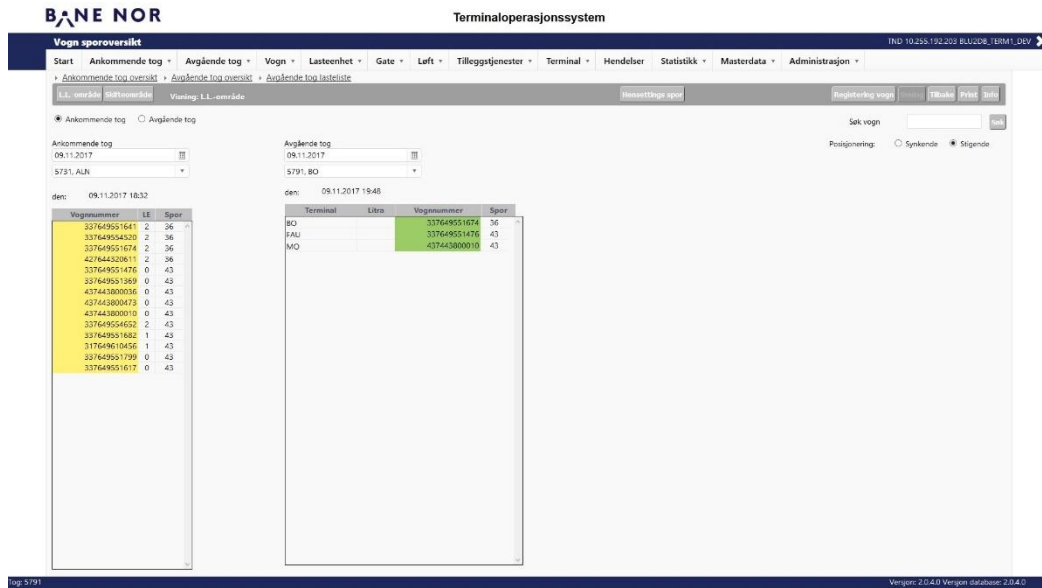 BANE NOR
Terminaloperasjonssystem
Vogn sporoversikt
TND 10.255.192.203 BLU2DB_TERM1_DEV
Start Ankommende tog Avgående tog Vogn Lasteenhet Gate Løft Tilleggstjenester Terminal Hendelser Statistikk Masterdata Administrasjon
Ankommende tog oversikt Avgående tog oversikt Avgående tog lasteliste
L.L. område Skifteområde Visning: L.L.-område Hensettings spor Registering vogn Tilbake Print Info
Ankommende tog Avgående tog
Søk vogn Søk
Posisjonering: Synkende Stigende
Ankommende tog Avgående tog
09.11.2017 09.11.2017
5731, ALN 5791, BO
den: 09.11.2017 18:32 den: 09.11.2017 19:48
Vognnummer LE Spor
337649551641 2 36
337649554520 2 36
337649551674 2 36
427644320611 2 36
337649551476 0 43
337649551369 0 43
437443800036 0 43
437443800473 0 43
437443800010 0 43
337649554652 2 43
337649551682 1 43
317649610456 1 43
337649551799 0 43
337649551617 0 43
Terminal Litra Vognnummer Spor
BO 337649551674 36
FAU 337649551476 43
MO 437443800010 43
Tog: 5791
Versjon: 2.0.4.0 Versjon database: 2.0.4.0